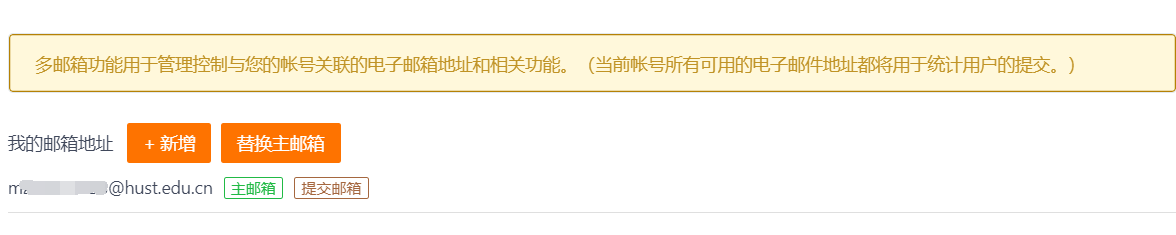 多邮箱功能用于管理控制与您的帐号关联的电子邮箱地址和相关功能。（当前帐号所有可用的电子邮件地址都将用于统计用户的提交。）
我的邮箱地址 + 新增 替换主邮箱
@hust.edu.cn 主邮箱 提交邮箱